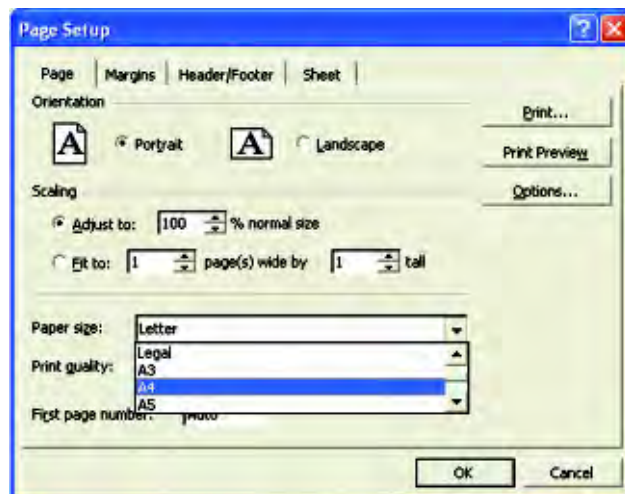 Page Setup
Page Margins Header/Footer Sheet
Orientation
Print...
A Portrait A Landscape
Print Preview
Scaling
Options...
Adjust to: 100 % normal size
Fit to: 1 page(s) wide by 1 tall
Paper size: Letter
Legal
Print quality: A3
A4
A5
First page number: Auto
OK Cancel